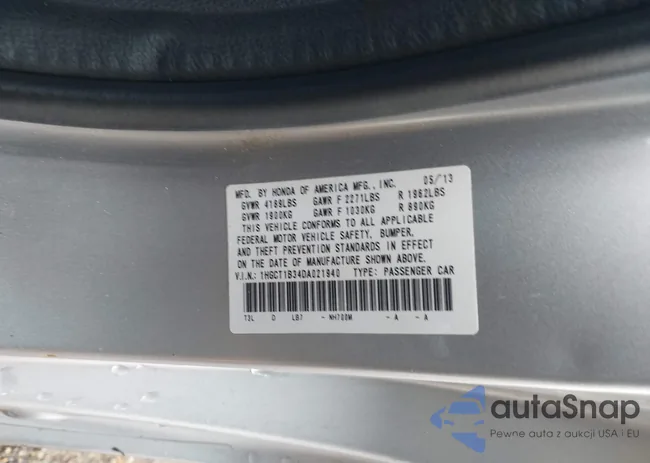 MFD. BY HONDA OF AMERICA MFG., INC. 05/13
GVWR 4189LBS GAWR F 2271LBS R 1962LBS
GVWR 1900KG GAWR F 1030KG R 890KG
THIS VEHICLE CONFORMS TO ALL APPLICABLE
FEDERAL MOTOR VEHICLE SAFETY, BUMPER,
AND THEFT PREVENTION STANDARDS IN EFFECT
ON THE DATE OF MANUFACTURE SHOWN ABOVE.
V.I.N.: 1HGCT1B34DA021940 TYPE: PASSENGER CAR
T3L D LB7 - NH700M - A - A
autaSnap
Pewne auta z aukcji USA i EU